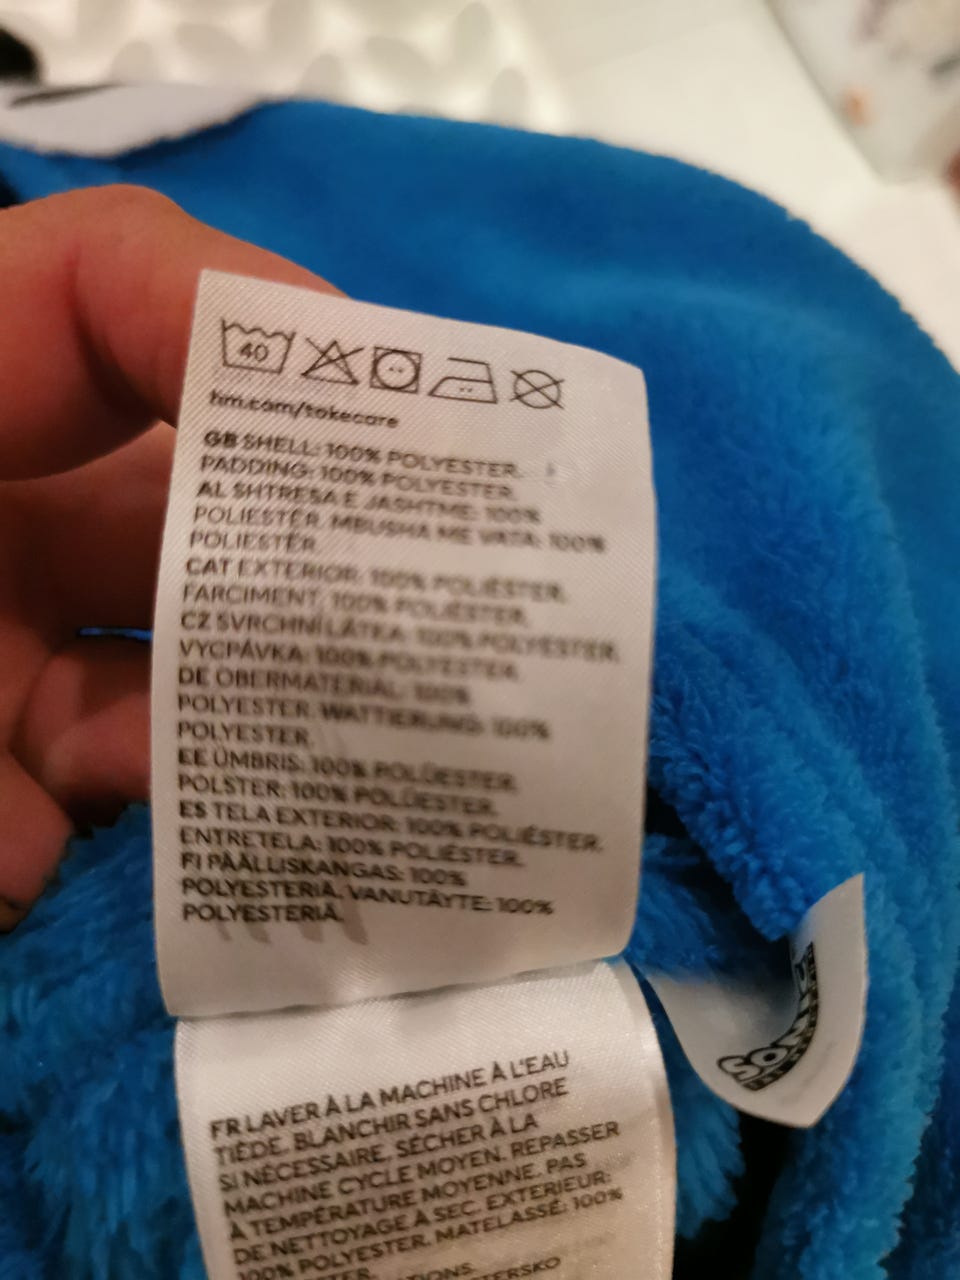 40
hm.com/takecare
GB SHELL: 100% POLYESTER.
PADDING: 100% POLYESTER.
AL SHTRESA E JASHTME: 100%
POLIESTËR. MBUSHA ME VATA: 100%
POLIESTËR.
CAT EXTERIOR: 100% POLIÈSTER.
FARCIMENT: 100% POLIÈSTER.
CZ SVRCHNÍ LÁTKA: 100% POLYESTER.
VYCPÁVKA: 100% POLYESTER.
DE OBERMATERIAL: 100%
POLYESTER. WATTIERUNG: 100%
POLYESTER.
EE ÜMBRIS: 100% POLÜESTER.
POLSTER: 100% POLÜESTER.
ES TELA EXTERIOR: 100% POLIÉSTER.
ENTRETELA: 100% POLIÉSTER.
FI PÄÄLLISKANGAS: 100%
POLYESTERIÄ. VANUTÄYTE: 100%
POLYESTERIÄ.
FR LAVER À LA MACHINE À L'EAU
TIÈDE. BLANCHIR SANS CHLORE
SI NÉCESSAIRE. SÉCHER À LA
MACHINE CYCLE MOYEN. REPASSER
À TEMPÉRATURE MOYENNE. PAS
DE NETTOYAGE À SEC. EXTERIEUR:
100% POLYESTER. MATELASSÉ: 100%
SONIC